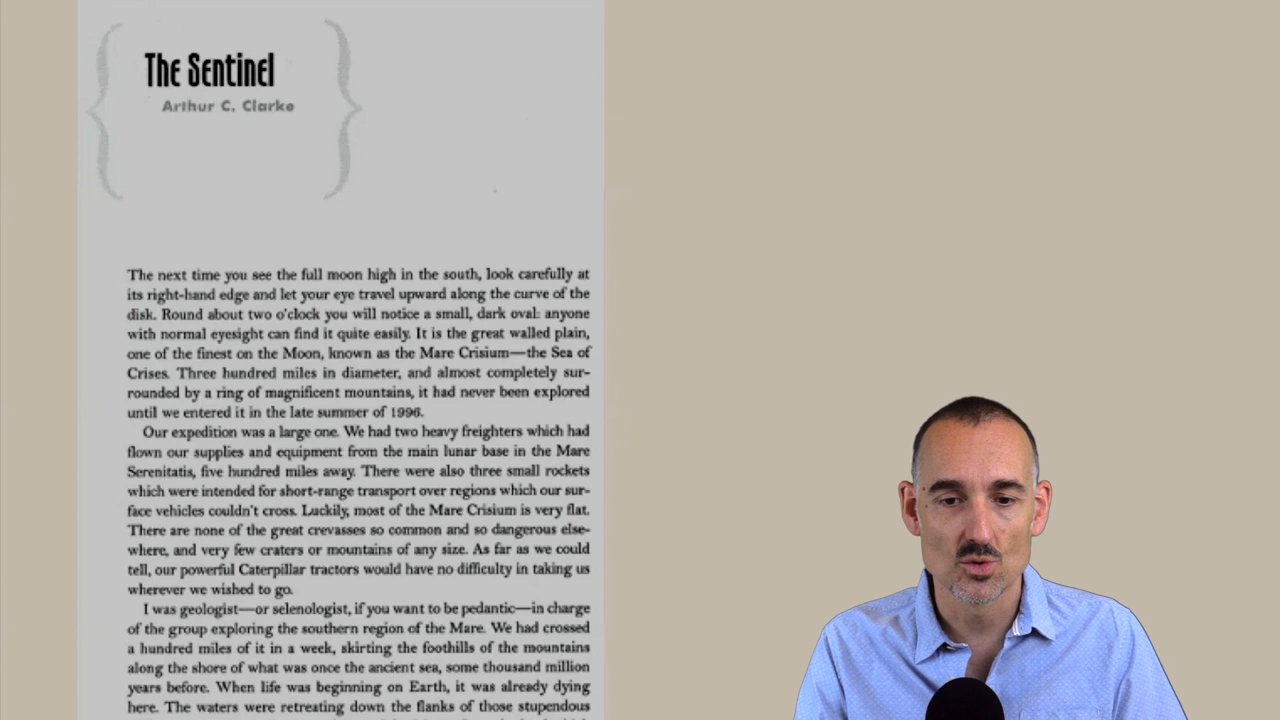 The Sentinel
Arthur C. Clarke
The next time you see the full moon high in the south, look carefully at
its right-hand edge and let your eye travel upward along the curve of the
disk. Round about two o'clock you will notice a small, dark oval: anyone
with normal eyesight can find it quite easily. It is the great walled plain,
one of the finest on the Moon, known as the Mare Crisium—the Sea of
Crises. Three hundred miles in diameter, and almost completely sur-
rounded by a ring of magnificent mountains, it had never been explored
until we entered it in the late summer of 1996.
Our expedition was a large one. We had two heavy freighters which had
flown our supplies and equipment from the main lunar base in the Mare
Serenitatis, five hundred miles away. There were also three small rockets
which were intended for short-range transport over regions which our sur-
face vehicles couldn't cross. Luckily, most of the Mare Crisium is very flat.
There are none of the great crevasses so common and so dangerous else-
where, and very few craters or mountains of any size. As far as we could
tell, our powerful Caterpillar tractors would have no difficulty in taking us
wherever we wished to go.
I was geologist—or selenologist, if you want to be pedantic—in charge
of the group exploring the southern region of the Mare. We had crossed
a hundred miles of it in a week, skirting the foothills of the mountains
along the shore of what was once the ancient sea, some thousand million
years before. When life was beginning on Earth, it was already dying
here. The waters were retreating down the flanks of those stupendous